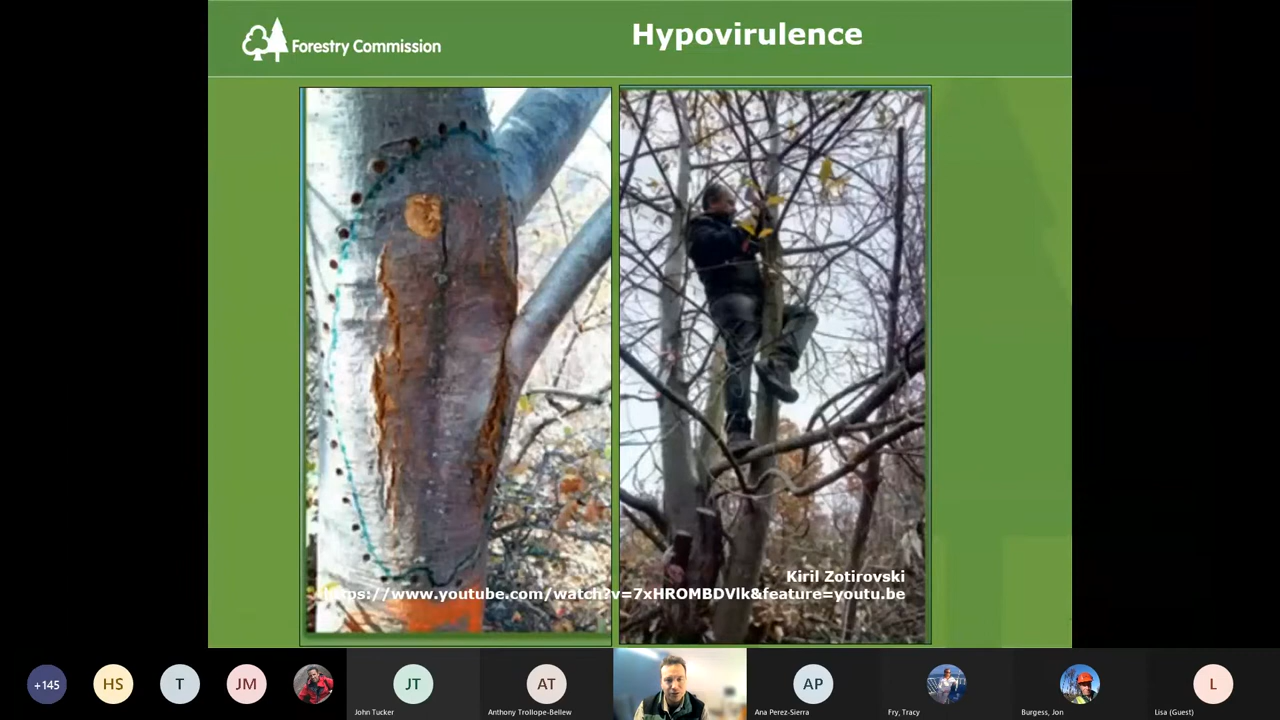 Forestry Commission
Hypovirulence
Kiril Zotirovski
https://www.youtube.com/watch?v=7xHROMBDVlk&feature=youtu.be
+145
HS
T
JM
JT
John Tucker
AT
Anthony Trollope-Bellew
AP
Ana Perez-Sierra
Fry, Tracy
Burgess, Jon
L
Lisa (Guest)